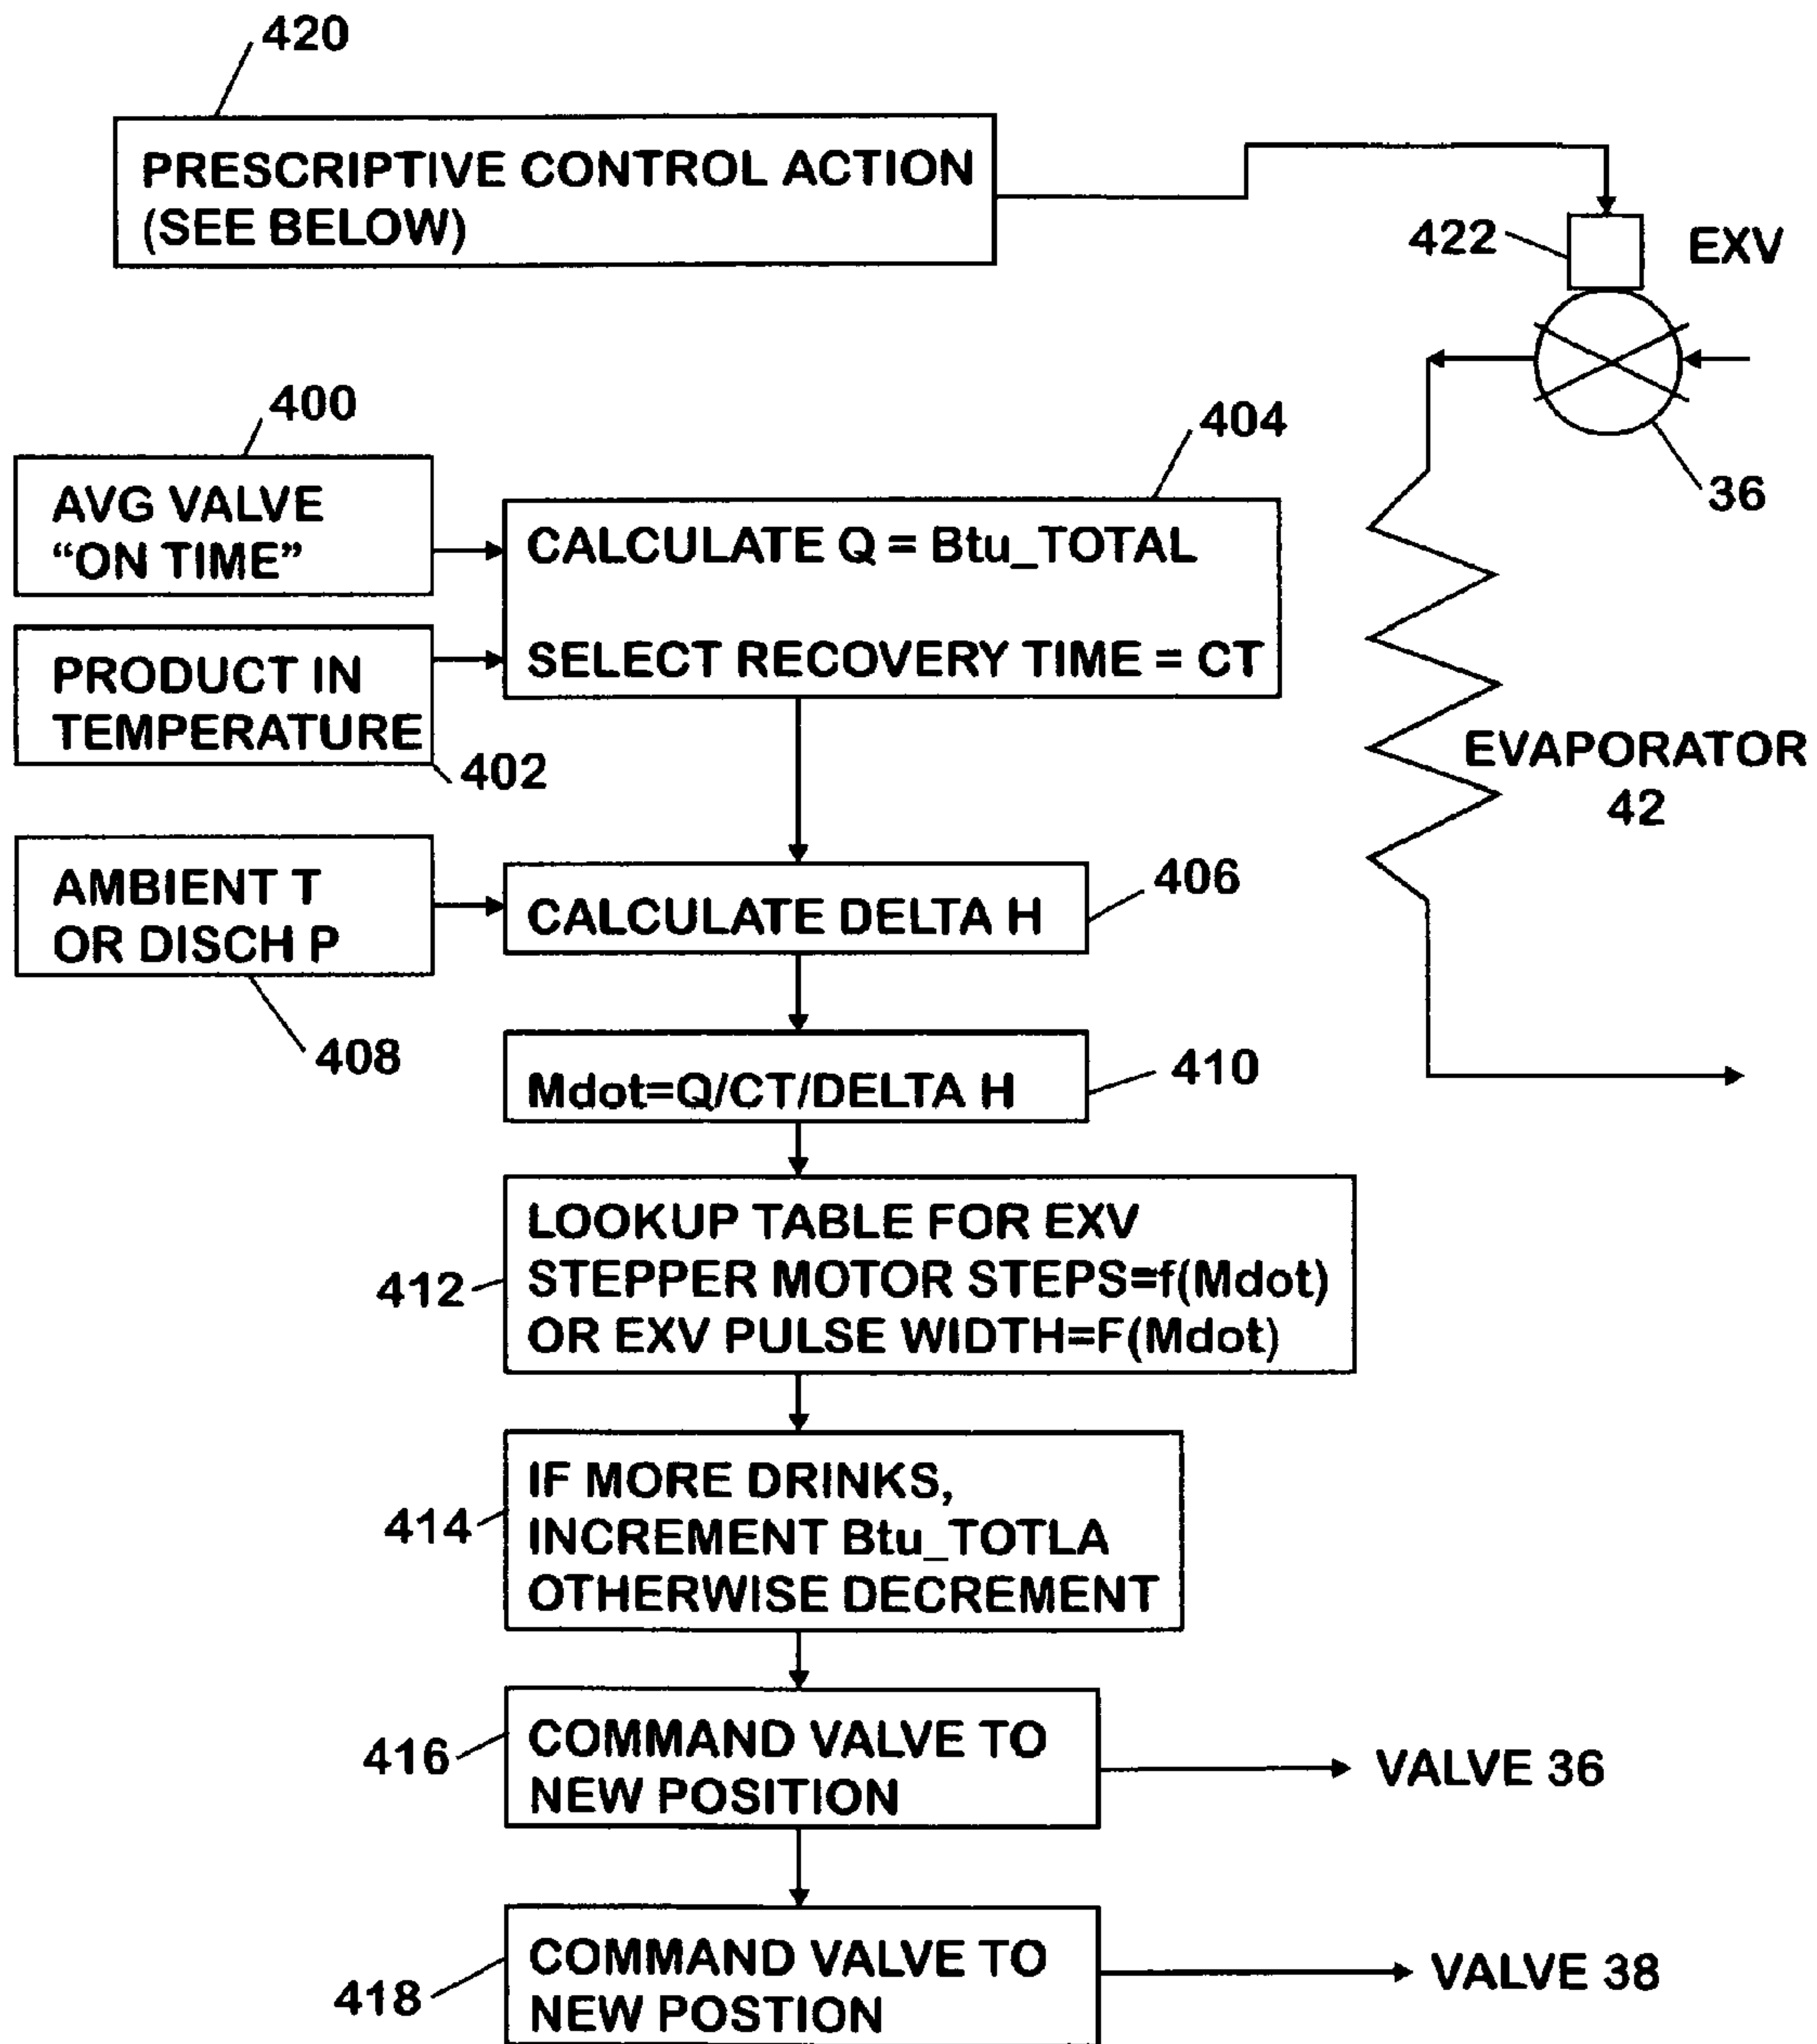 420
PRESCRIPTIVE CONTROL ACTION
(SEE BELOW)
422
EXV
36
400
AVG VALVE
“ON TIME”
404
CALCULATE Q = Btu_TOTAL
SELECT RECOVERY TIME = CT
PRODUCT IN
TEMPERATURE
402
EVAPORATOR
42
AMBIENT T
OR DISCH P
408
406
CALCULATE DELTA H
Mdot=Q/CT/DELTA H
410
412
LOOKUP TABLE FOR EXV
STEPPER MOTOR STEPS=f(Mdot)
OR EXV PULSE WIDTH=F(Mdot)
414
IF MORE DRINKS,
INCREMENT Btu_TOTLA
OTHERWISE DECREMENT
416
COMMAND VALVE TO
NEW POSITION
VALVE 36
418
COMMAND VALVE TO
NEW POSTION
VALVE 38